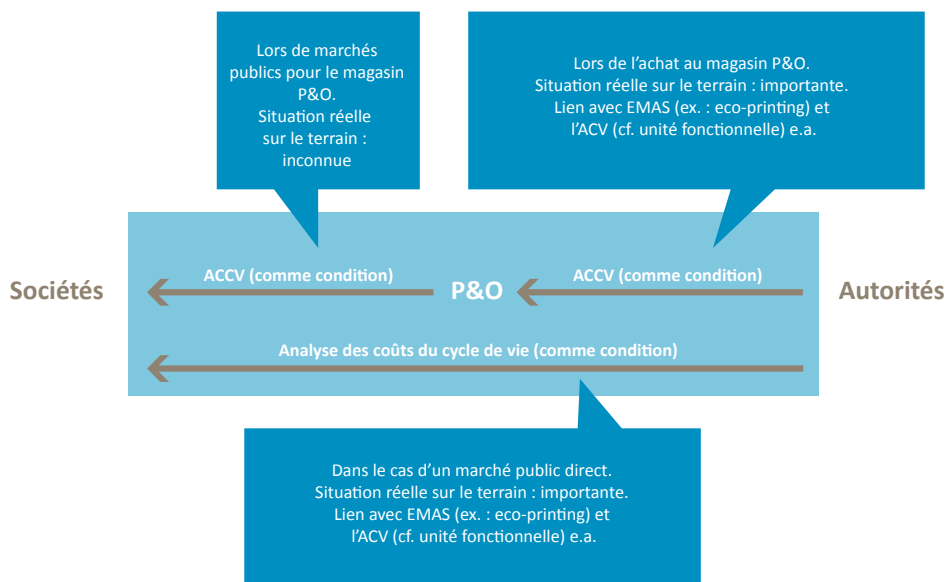 Lors de marchés
publics pour le magasin
P&O.
Situation réelle
sur le terrain :
inconnue
Lors de l’achat au magasin P&O.
Situation réelle sur le terrain : importante.
Lien avec EMAS (ex. : eco-printing) et
l’ACV (cf. unité fonctionnelle) e.a.
ACCV (comme condition)
ACCV (comme condition)
Sociétés
P&O
Autorités
Analyse des coûts du cycle de vie (comme condition)
Dans le cas d’un marché public direct.
Situation réelle sur le terrain : importante.
Lien avec EMAS (ex. : eco-printing) et
l’ACV (cf. unité fonctionnelle) e.a.